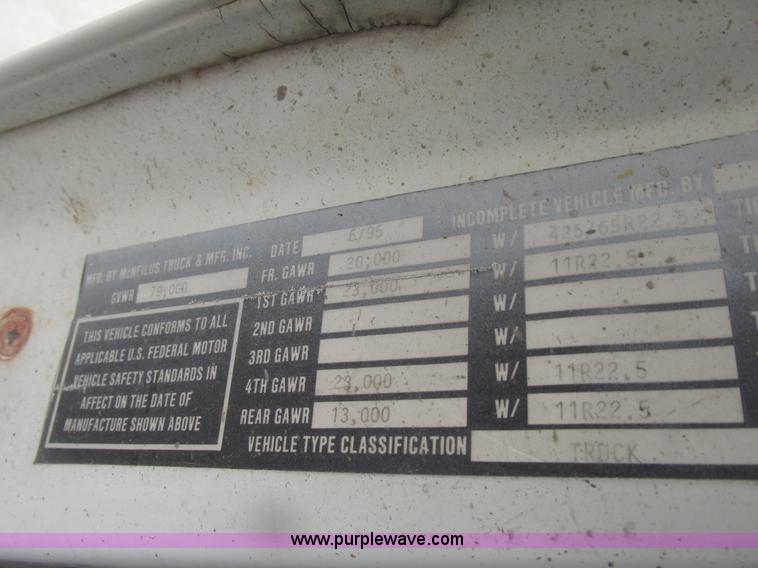 MFD. BY McNEILUS TRUCK & MFG. INC. DATE 6/95 INCOMPLETE VEHICLE MFG. BY
GVWR 79,000 FR. GAWR 20,000 W/ 425/65R22.5
1ST GAWR 23,000 W/ 11R22.5
2ND GAWR W/
3RD GAWR W/
4TH GAWR 23,000 W/ 11R22.5
REAR GAWR 13,000 W/ 11R22.5
THIS VEHICLE CONFORMS TO ALL
APPLICABLE U.S. FEDERAL MOTOR
VEHICLE SAFETY STANDARDS IN
AFFECT ON THE DATE OF
MANUFACTURE SHOWN ABOVE
VEHICLE TYPE CLASSIFICATION TRUCK
www.purplewave.com